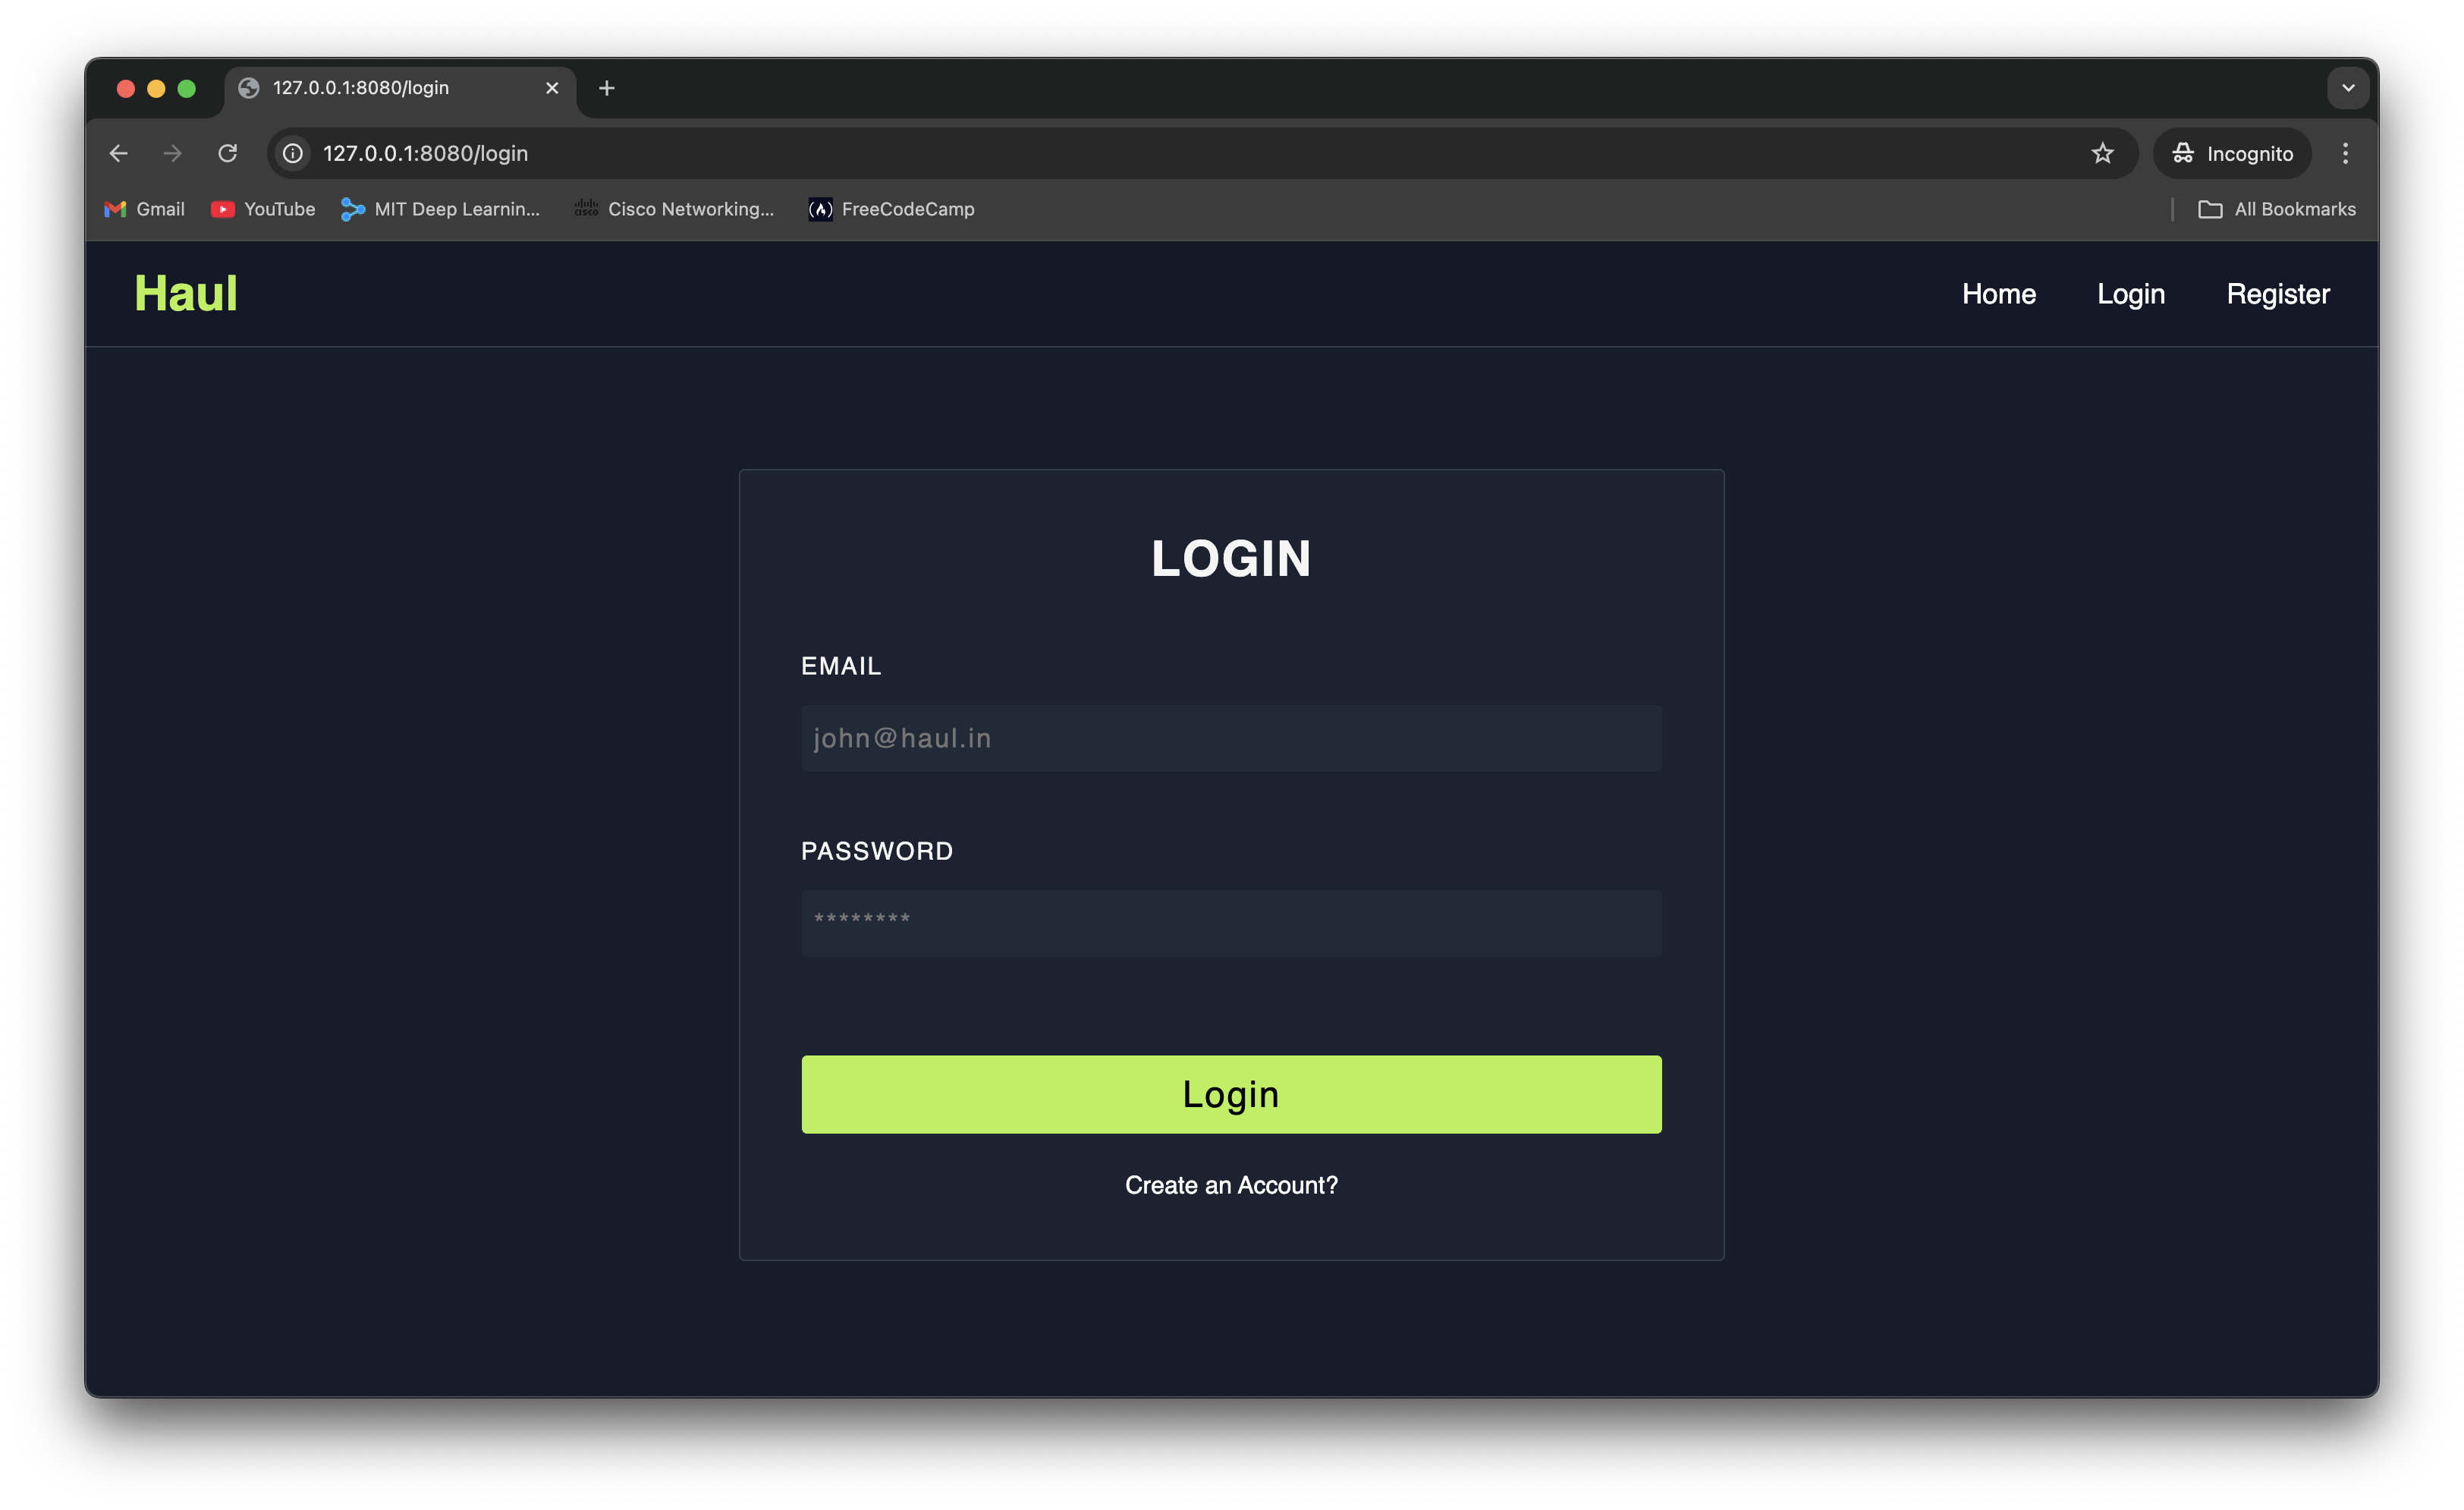 127.0.0.1:8080/login
127.0.0.1:8080/login
Incognito
Gmail YouTube MIT Deep Learnin... Cisco Networking... FreeCodeCamp All Bookmarks
Haul Home Login Register
LOGIN
EMAIL
john@haul.in
PASSWORD
********
Login
Create an Account?